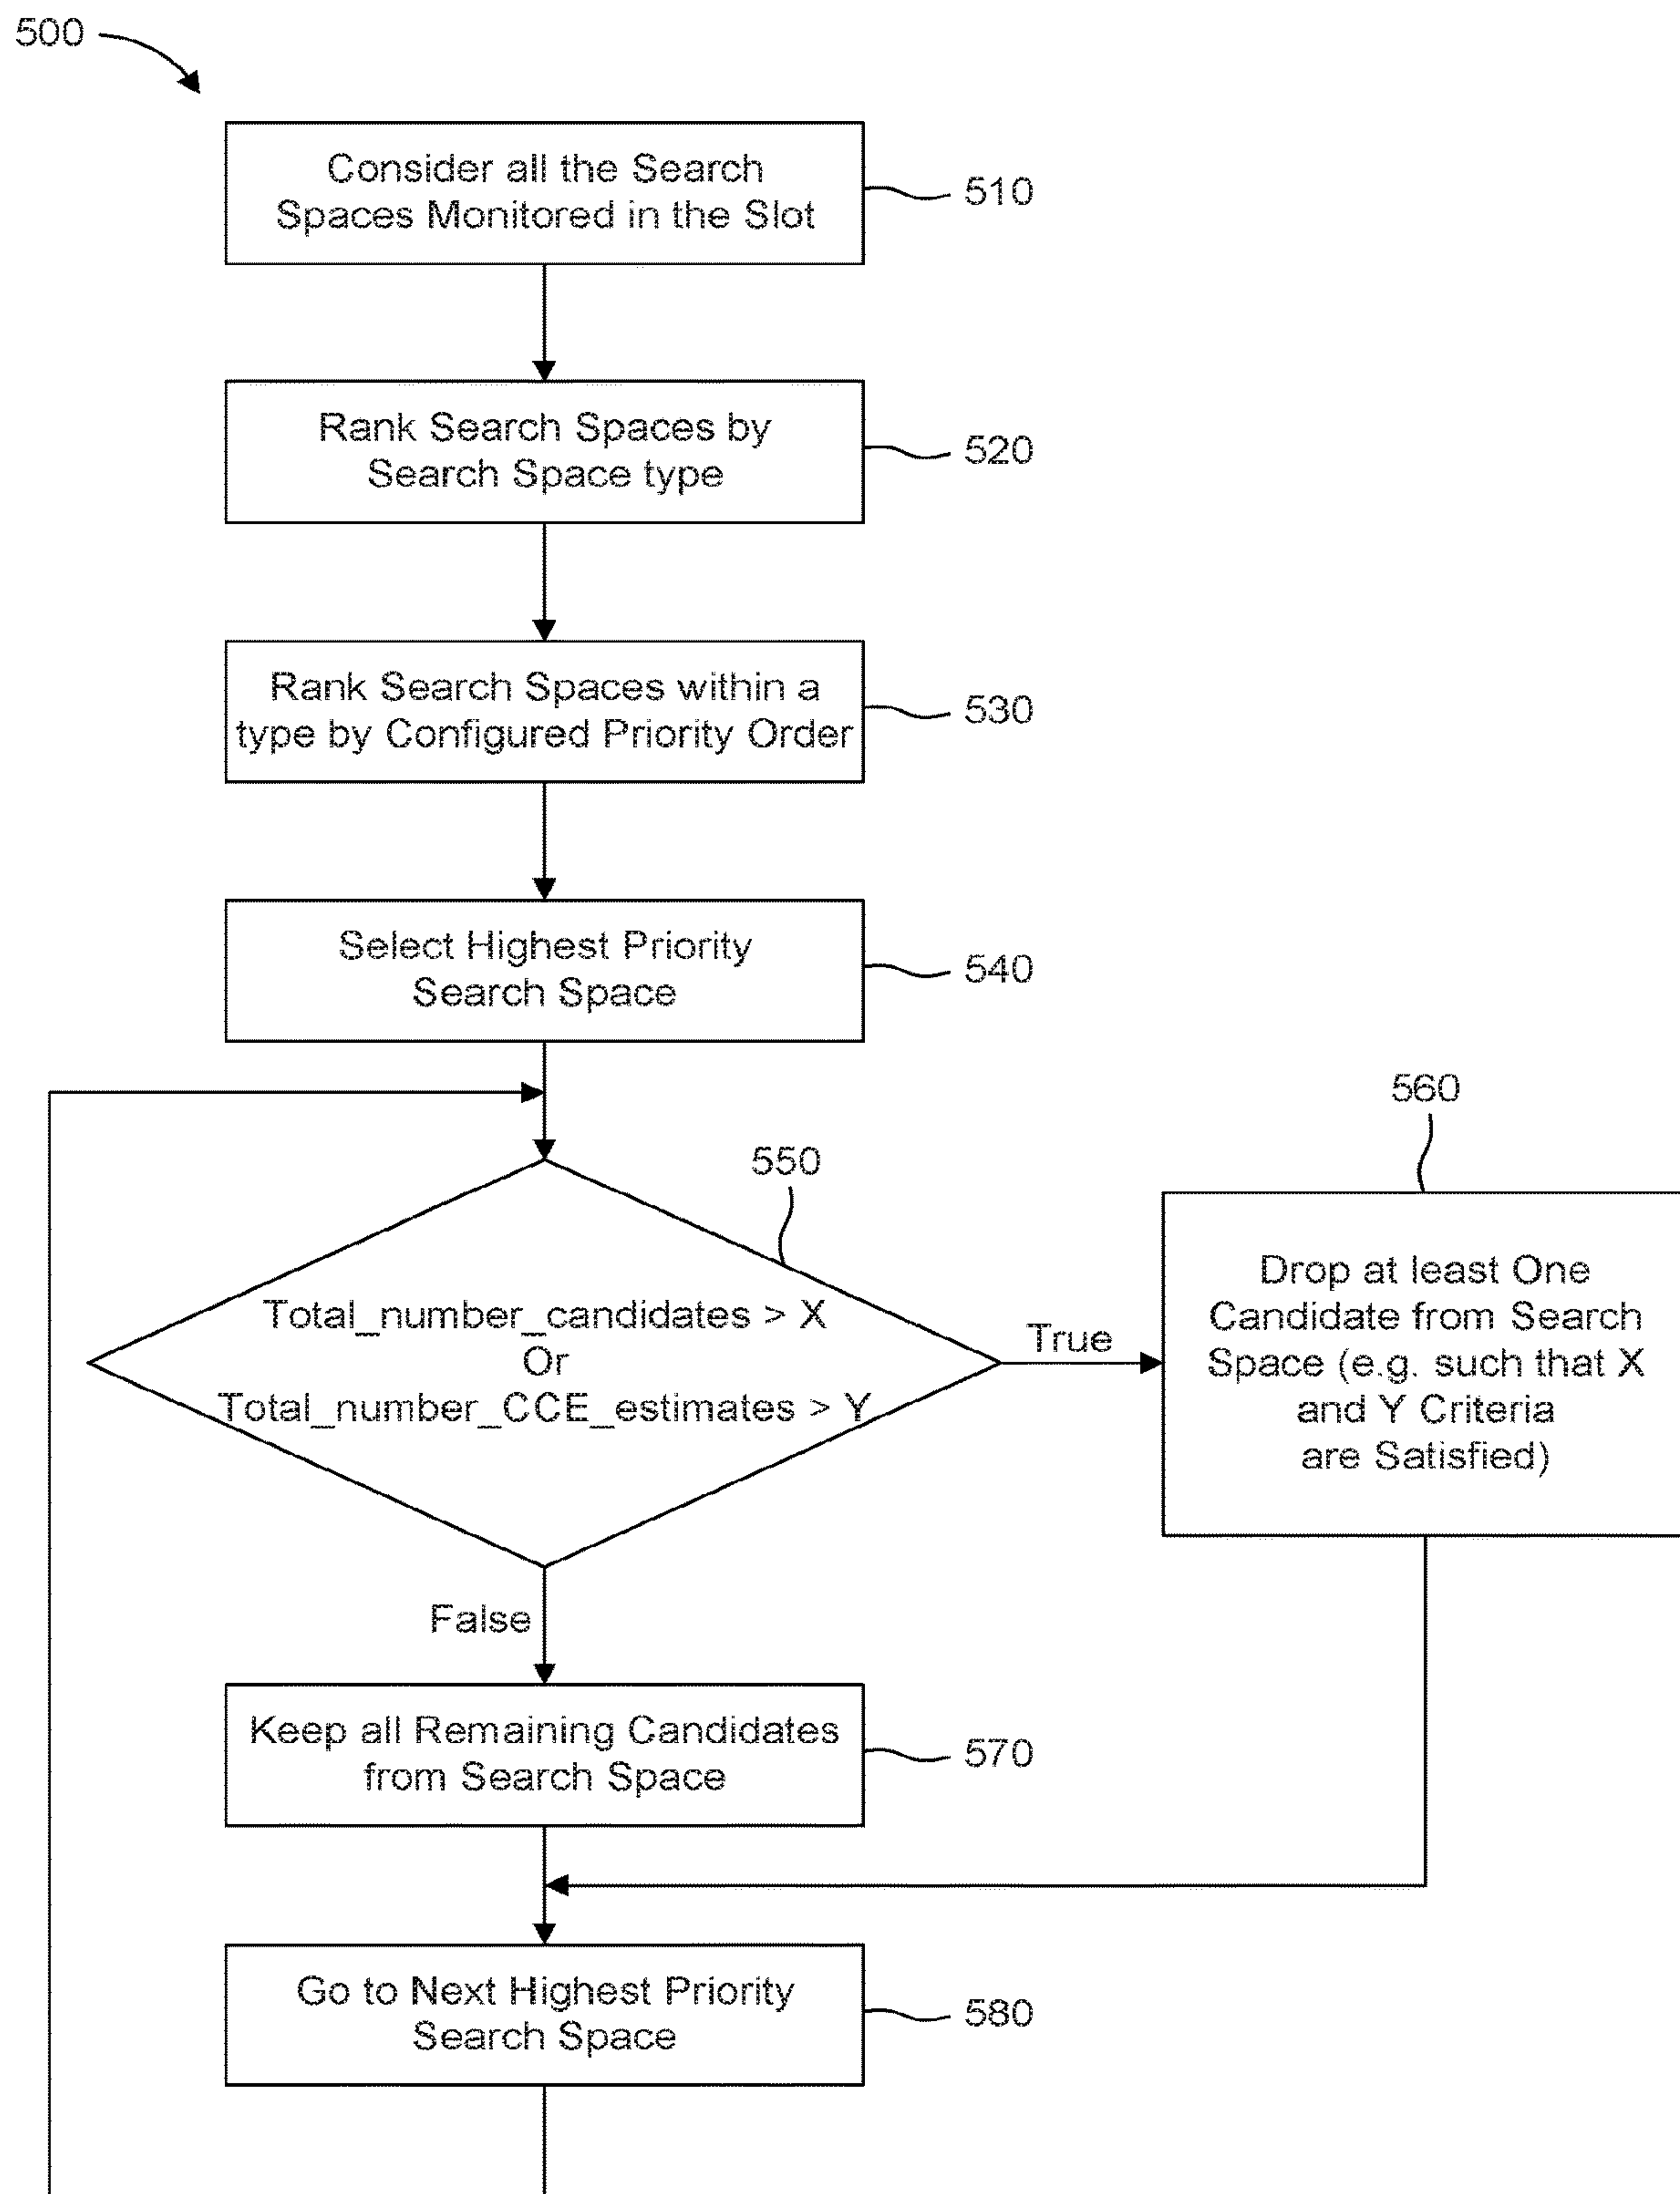 500
Consider all the Search
Spaces Monitored in the Slot
510
Rank Search Spaces by
Search Space type
520
Rank Search Spaces within a
type by Configured Priority Order
530
Select Highest Priority
Search Space
540
550
Total_number_candidates > X
Or
Total_number_CCE_estimates > Y
True
560
Drop at least One
Candidate from Search
Space (e.g. such that X
and Y Criteria
are Satisfied)
False
Keep all Remaining Candidates
from Search Space
570
Go to Next Highest Priority
Search Space
580